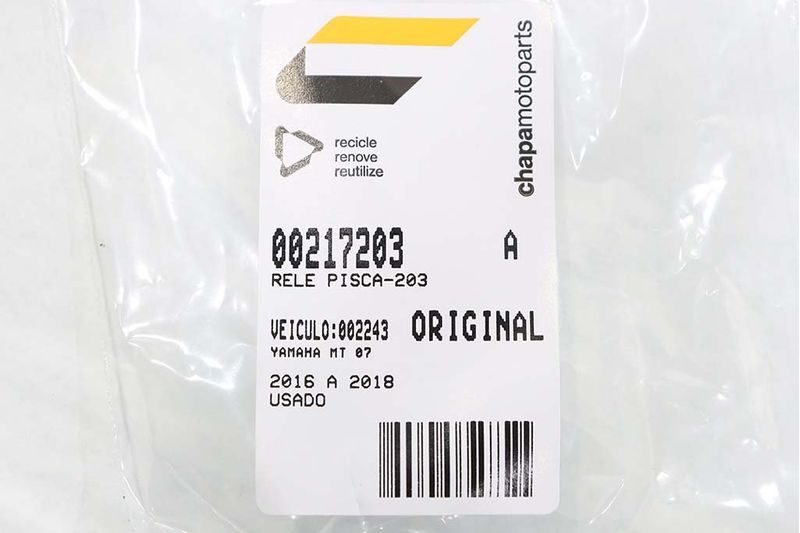 chapamotoparts
recicle
renove
reutilize
00217203 A
RELE PISCA-203
VEICULO:002243 ORIGINAL
YAMAHA MT 07
2016 A 2018
USADO